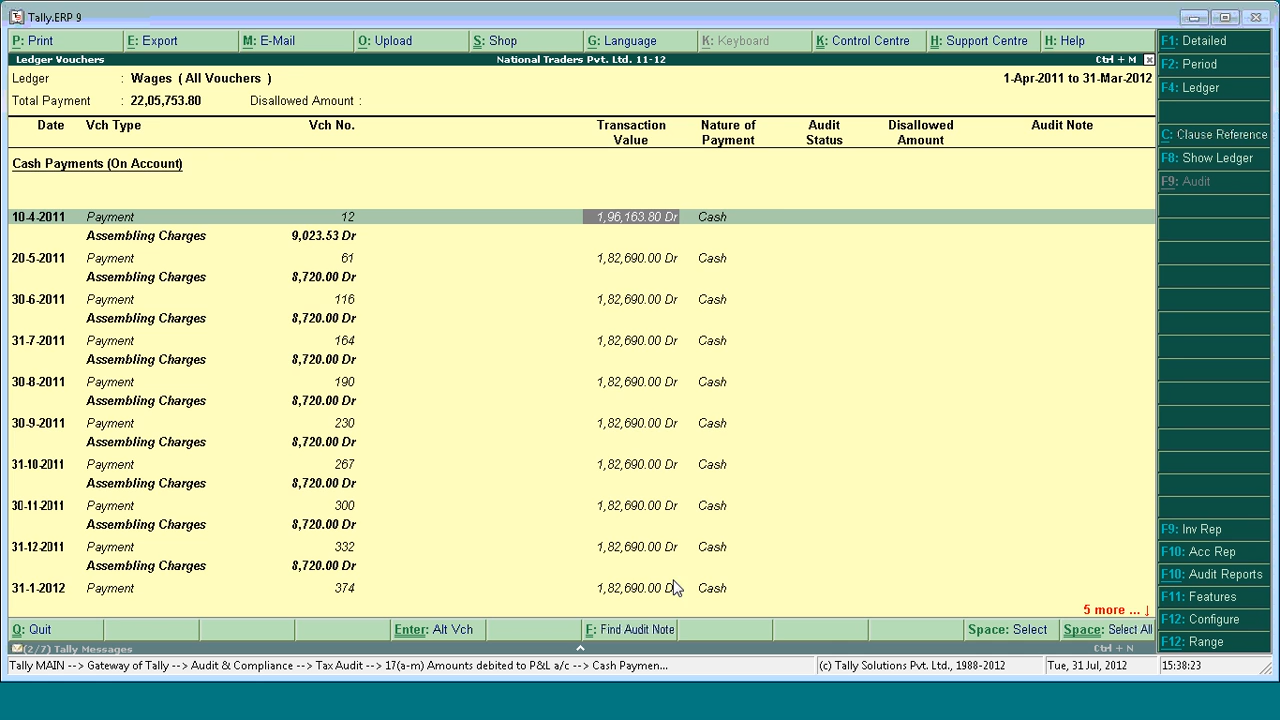 Tally.ERP 9
P: Print E: Export M: E-Mail O: Upload S: Shop G: Language K: Keyboard K: Control Centre H: Support Centre H: Help
Ledger Vouchers National Traders Pvt. Ltd. 11-12 Ctrl + M
Ledger : Wages ( All Vouchers ) 1-Apr-2011 to 31-Mar-2012
Total Payment : 22,05,753.80 Disallowed Amount :
Date Vch Type Vch No. Transaction Nature of Audit Disallowed Audit Note
Value Payment Status Amount
Cash Payments (On Account)
10-4-2011 Payment 12 1,96,163.80 Dr Cash
Assembling Charges 9,023.53 Dr
20-5-2011 Payment 61 1,82,690.00 Dr Cash
Assembling Charges 8,720.00 Dr
30-6-2011 Payment 116 1,82,690.00 Dr Cash
Assembling Charges 8,720.00 Dr
31-7-2011 Payment 164 1,82,690.00 Dr Cash
Assembling Charges 8,720.00 Dr
30-8-2011 Payment 190 1,82,690.00 Dr Cash
Assembling Charges 8,720.00 Dr
30-9-2011 Payment 230 1,82,690.00 Dr Cash
Assembling Charges 8,720.00 Dr
31-10-2011 Payment 267 1,82,690.00 Dr Cash
Assembling Charges 8,720.00 Dr
30-11-2011 Payment 300 1,82,690.00 Dr Cash
Assembling Charges 8,720.00 Dr
31-12-2011 Payment 332 1,82,690.00 Dr Cash
Assembling Charges 8,720.00 Dr
31-1-2012 Payment 374 1,82,690.00 Dr Cash
5 more ... ↓
F1: Detailed
F2: Period
F4: Ledger
C: Clause Reference
F8: Show Ledger
F9: Audit
F9: Inv Rep
F10: Acc Rep
F10: Audit Reports
F11: Features
F12: Configure
F12: Range
Q: Quit Enter: Alt Vch F: Find Audit Note Space: Select Space: Select All
(2/7) Tally Messages Ctrl + N
Tally MAIN --> Gateway of Tally --> Audit & Compliance --> Tax Audit --> 17(a-m) Amounts debited to P&L a/c --> Cash Paymen... (c) Tally Solutions Pvt. Ltd., 1988-2012 Tue, 31 Jul, 2012 15:38:23